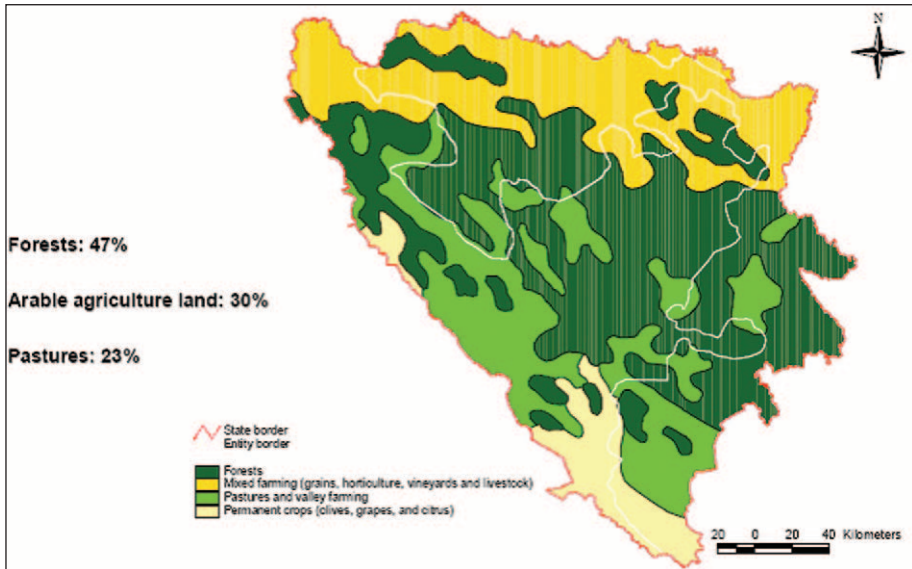 N
Forests: 47%
Arable agriculture land: 30%
Pastures: 23%
State border
Entity border
Forests
Mixed farming (grains, horticulture, vineyards and livestock)
Pastures and valley farming
Permanent crops (olives, grapes, and citrus)
20 0 20 40 Kilometers